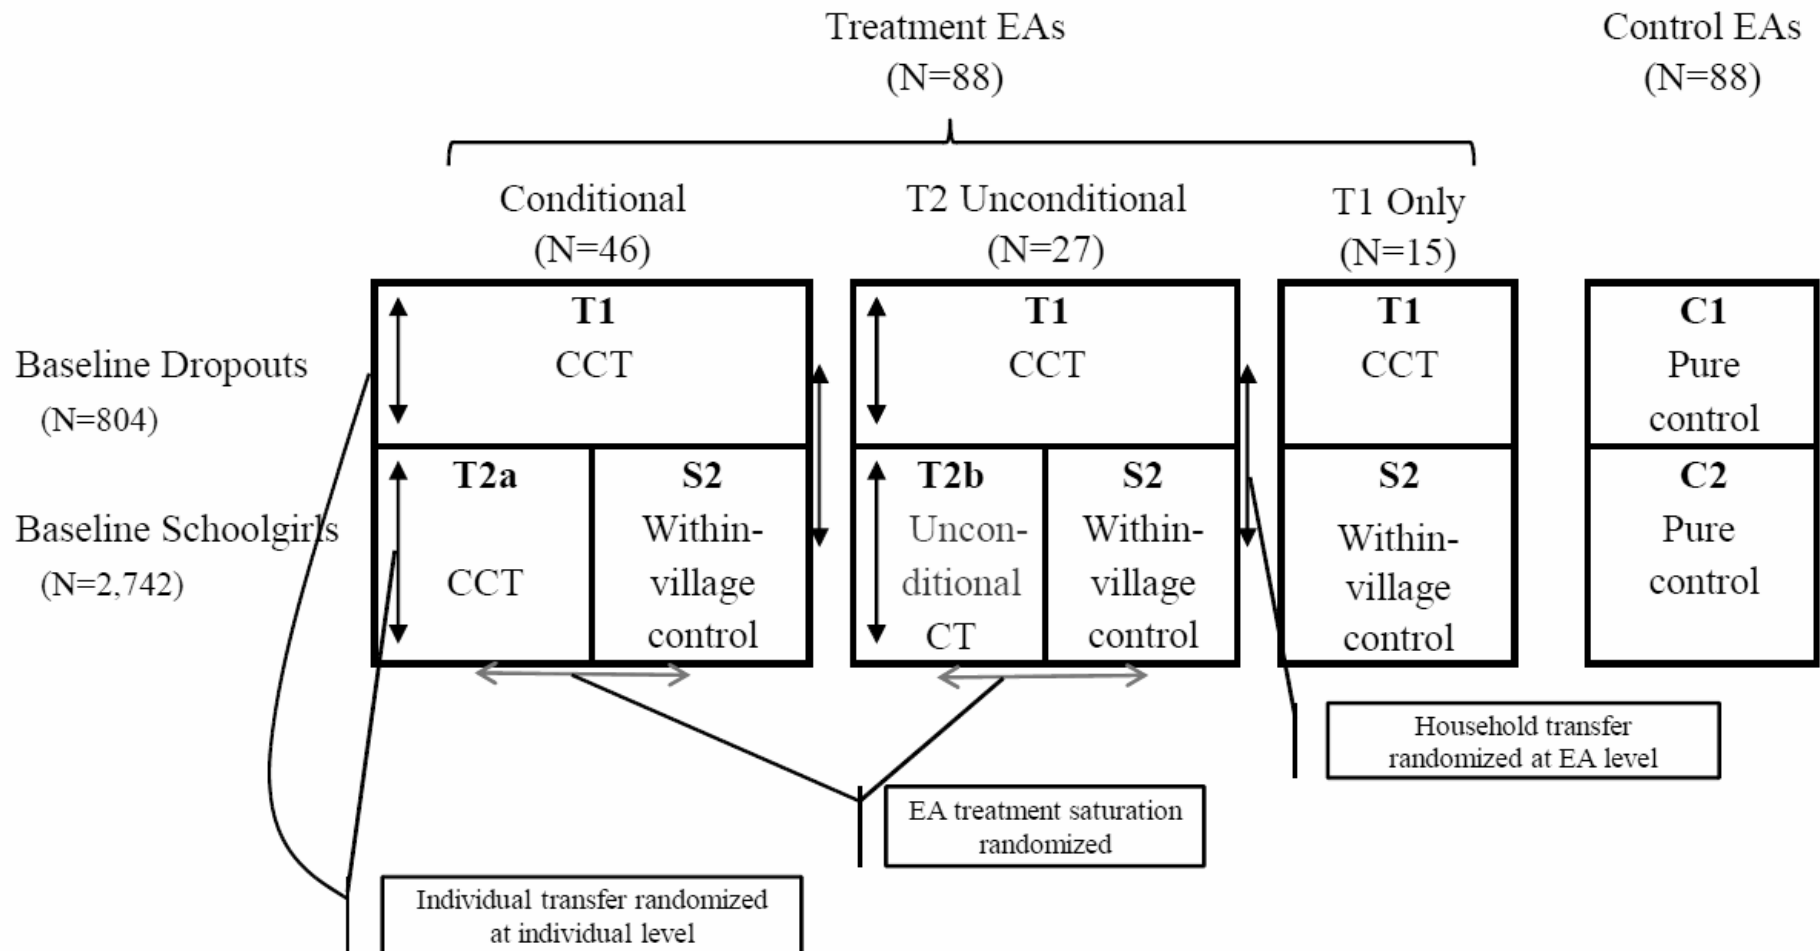 Treatment EAs
(N=88)
Control EAs
(N=88)
Conditional
(N=46)
T2 Unconditional
(N=27)
T1 Only
(N=15)
Baseline Dropouts
(N=804)
T1
CCT
T1
CCT
T1
CCT
C1
Pure
control
Baseline Schoolgirls
(N=2,742)
T2a
CCT
S2
Within-
village
control
T2b
Uncon-
ditional
CT
S2
Within-
village
control
S2
Within-
village
control
C2
Pure
control
Household transfer
randomized at EA level
EA treatment saturation
randomized
Individual transfer randomized
at individual level